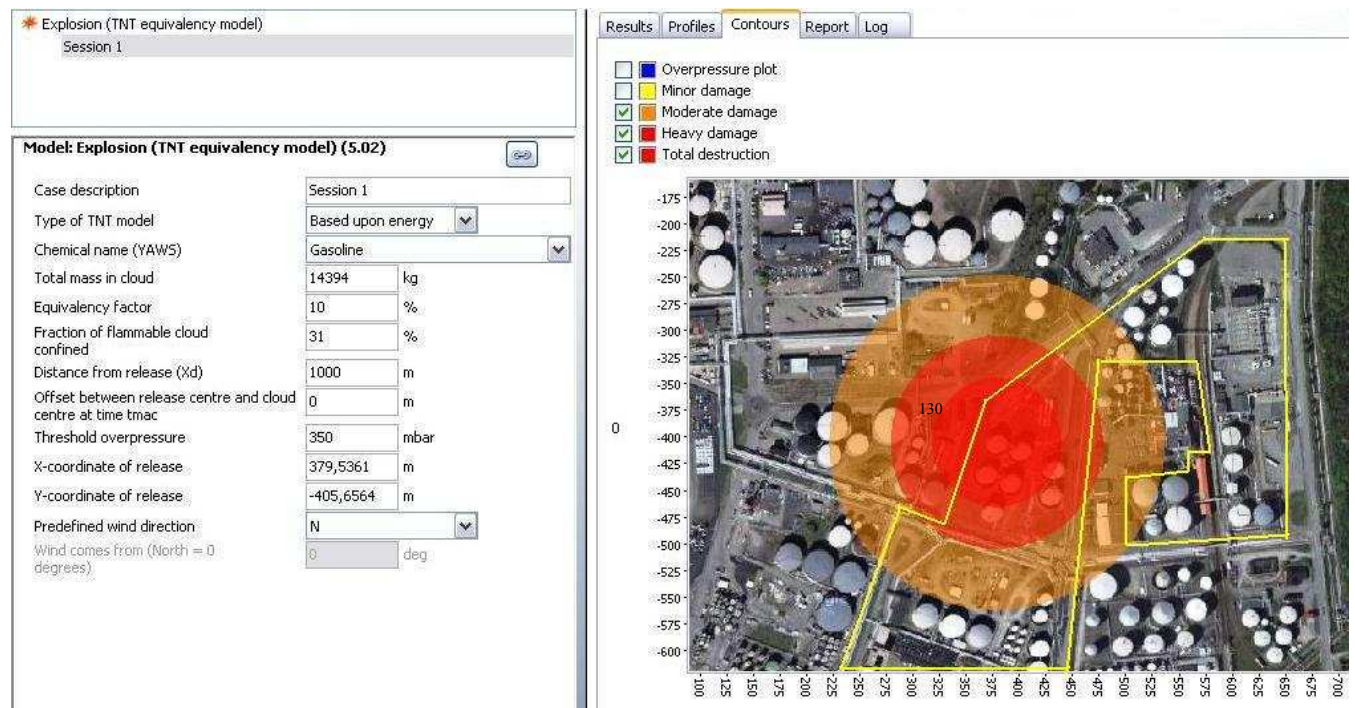 Explosion (TNT equivalency model)
Session 1
Model: Explosion (TNT equivalency model) (5.02)
Case description Session 1
Type of TNT model Based upon energy
Chemical name (YAWS) Gasoline
Total mass in cloud 14394 kg
Equivalency factor 10 %
Fraction of flammable cloud
confined 31 %
Distance from release (Xd) 1000 m
Offset between release centre and cloud
centre at time tmac 0 m
Threshold overpressure 350 mbar
X-coordinate of release 379,5361 m
Y-coordinate of release -405,6564 m
Predefined wind direction N
Wind comes from (North = 0
degrees) 0 deg
Results Profiles Contours Report Log
Overpressure plot
Minor damage
Moderate damage
Heavy damage
Total destruction
-175
-200
-225
-250
-275
-300
-325
-350
-375
130
-400
0
-425
-450
-475
-500
-525
-550
-575
-600
100 125 150 175 200 225 250 275 300 325 350 375 400 425 450 475 500 525 550 575 600 625 650 675 700